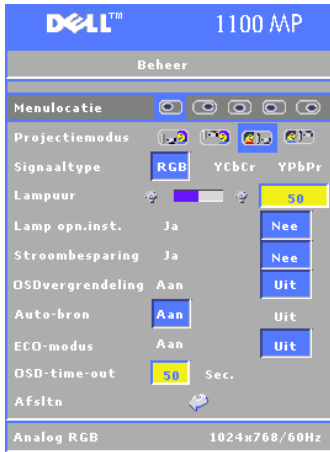 DELL™ 1100 MP
Beheer
Menulocatie
Projectiemodus
Signaaltype RGB YCbCr YPbPr
Lampuur 50
Lamp opn.inst. Ja Nee
Stroombesparing Ja Nee
OSDvergrendeling Aan Uit
Auto-bron Aan Uit
ECO-modus Aan Uit
OSD-time-out 50 Sec.
Afsltn
Analog RGB 1024x768/60Hz